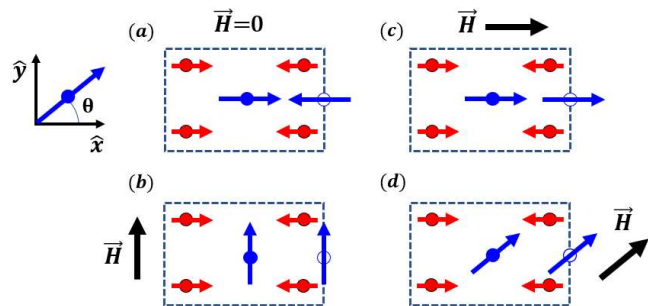 (a) H⃗=0
(c) H⃗
ŷ
θ
x̂
(b) H⃗
(d) H⃗